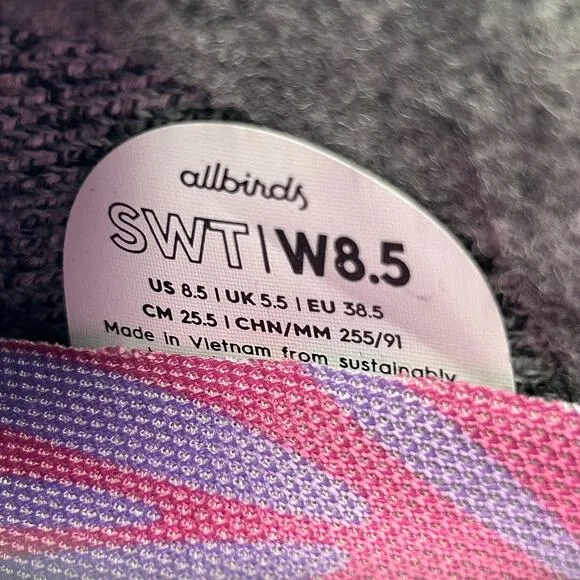 allbirds
SWT | W8.5
US 8.5 | UK 5.5 | EU 38.5
CM 25.5 | CHN/MM 255/91
Made in Vietnam from sustainably